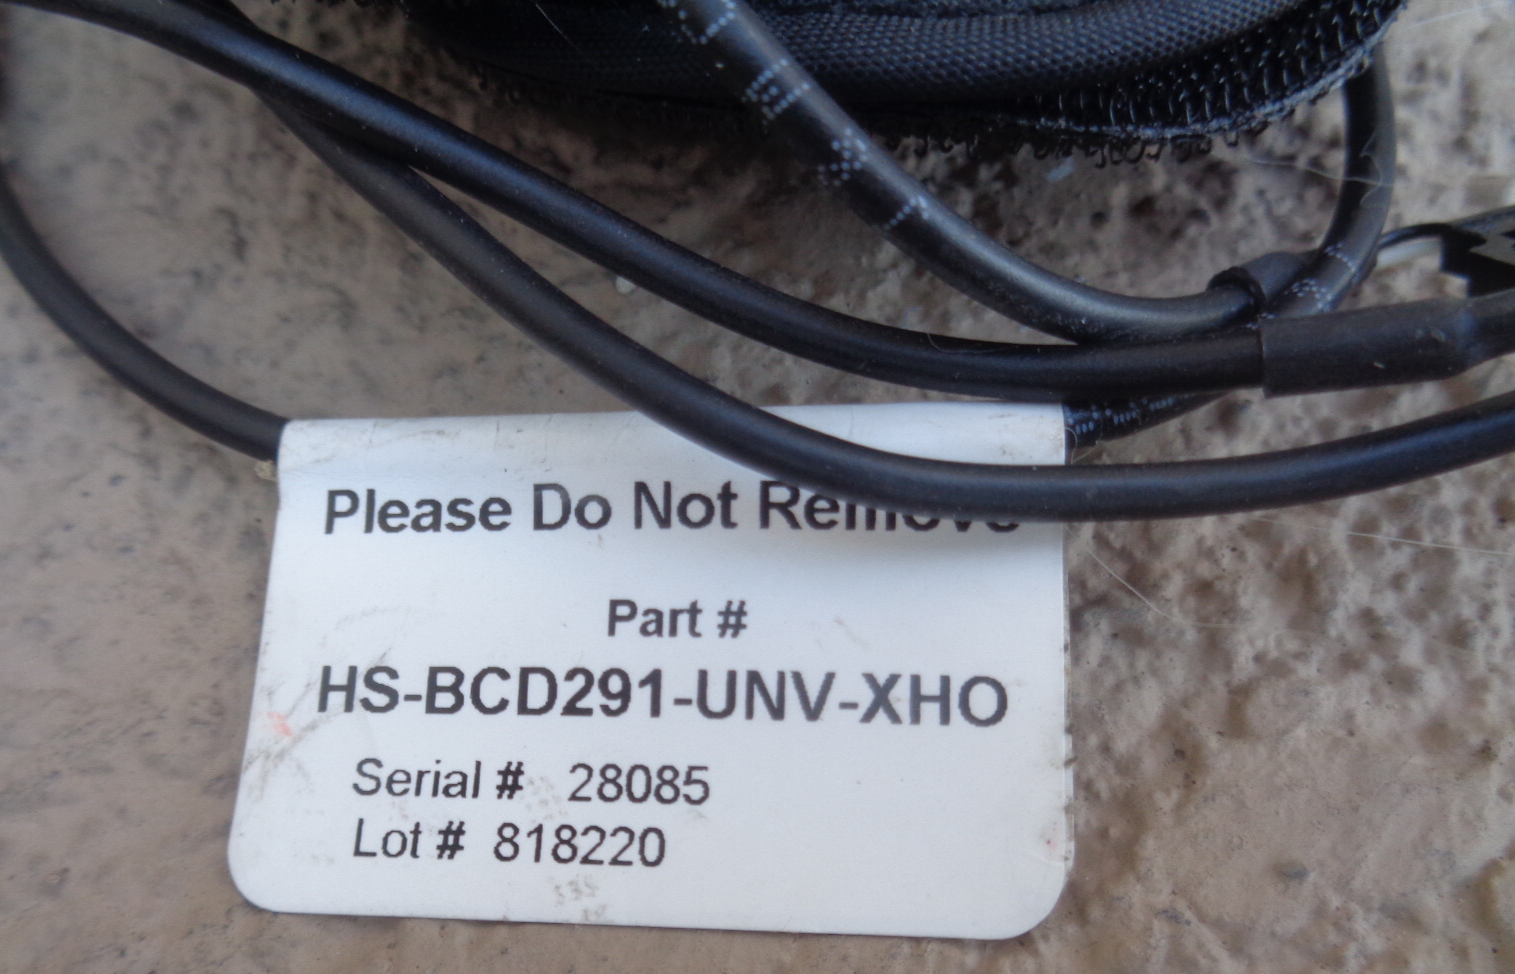 Please Do Not Remove
Part #
HS-BCD291-UNV-XHO
Serial # 28085
Lot # 818220